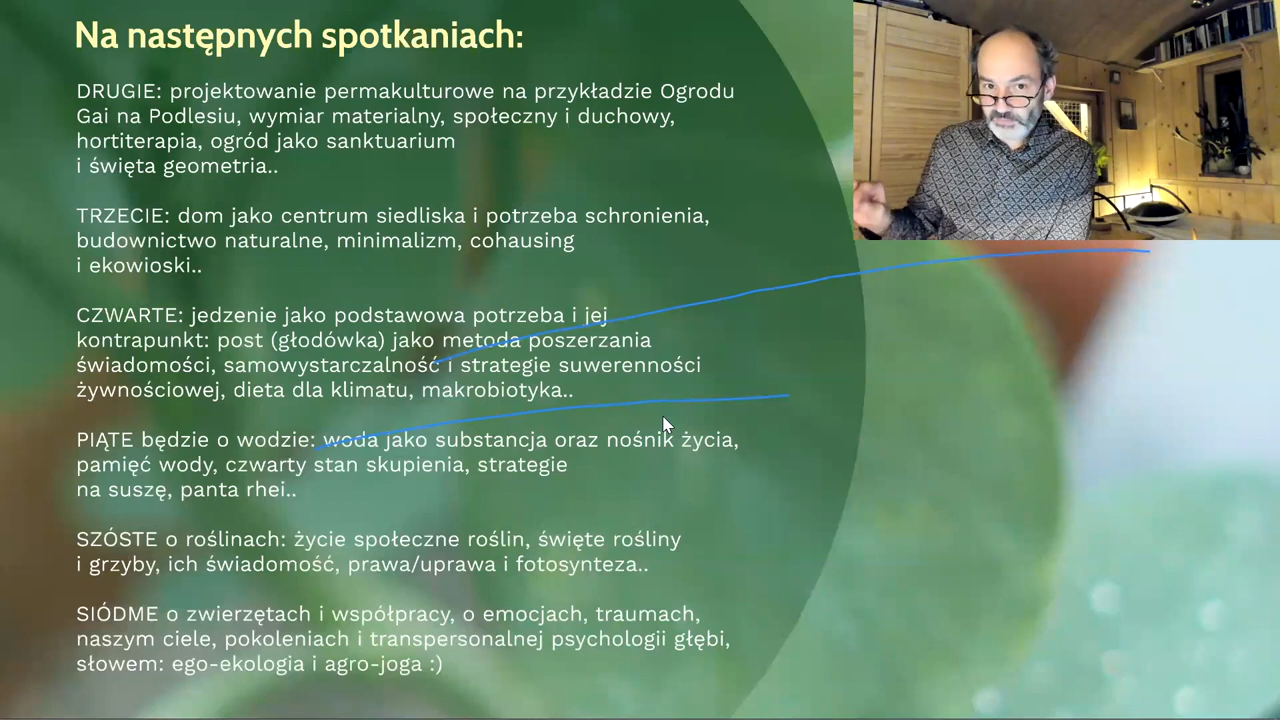 Na następnych spotkaniach:
DRUGIE: projektowanie permakulturowe na przykładzie Ogrodu
Gai na Podlesiu, wymiar materialny, społeczny i duchowy,
hortiterapia, ogród jako sanktuarium
i święta geometria..
TRZECIE: dom jako centrum siedliska i potrzeba schronienia,
budownictwo naturalne, minimalizm, cohausing
i ekowioski..
CZWARTE: jedzenie jako podstawowa potrzeba i jej
kontrapunkt: post (głodówka) jako metoda poszerzania
świadomości, samowystarczalność i strategie suwerenności
żywnościowej, dieta dla klimatu, makrobiotyka..
PIĄTE będzie o wodzie: woda jako substancja oraz nośnik życia,
pamięć wody, czwarty stan skupienia, strategie
na suszę, panta rhei..
SZÓSTE o roślinach: życie społeczne roślin, święte rośliny
i grzyby, ich świadomość, prawa/uprawa i fotosynteza..
SIÓDME o zwierzętach i współpracy, o emocjach, traumach,
naszym ciele, pokoleniach i transpersonalnej psychologii głębi,
słowem: ego-ekologia i agro-joga :)